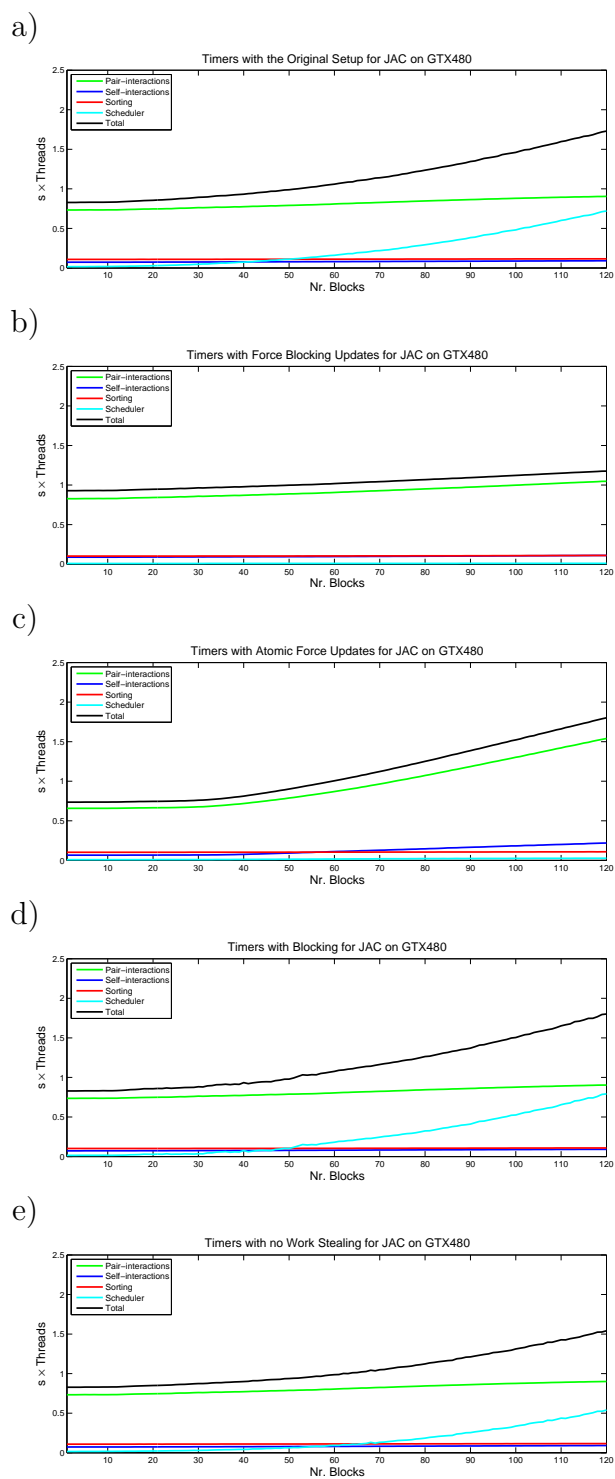 a)
Timers with the Original Setup for JAC on GTX480
2.5
2
1.5
1
0.5
0
s × Threads
Pair−interactions
Self−interactions
Sorting
Scheduler
Total
10 20 30 40 50 60 70 80 90 100 110 120
Nr. Blocks
b)
Timers with Force Blocking Updates for JAC on GTX480
2.5
2
1.5
1
0.5
0
s × Threads
Pair−interactions
Self−interactions
Sorting
Scheduler
Total
10 20 30 40 50 60 70 80 90 100 110 120
Nr. Blocks
c)
Timers with Atomic Force Updates for JAC on GTX480
2.5
2
1.5
1
0.5
0
s × Threads
Pair−interactions
Self−interactions
Sorting
Scheduler
Total
10 20 30 40 50 60 70 80 90 100 110 120
Nr. Blocks
d)
Timers with Blocking for JAC on GTX480
2.5
2
1.5
1
0.5
0
s × Threads
Pair−interactions
Self−interactions
Sorting
Scheduler
Total
10 20 30 40 50 60 70 80 90 100 110 120
Nr. Blocks
e)
Timers with no Work Stealing for JAC on GTX480
2.5
2
1.5
1
0.5
0
s × Threads
Pair−interactions
Self−interactions
Sorting
Scheduler
Total
10 20 30 40 50 60 70 80 90 100 110 120
Nr. Blocks